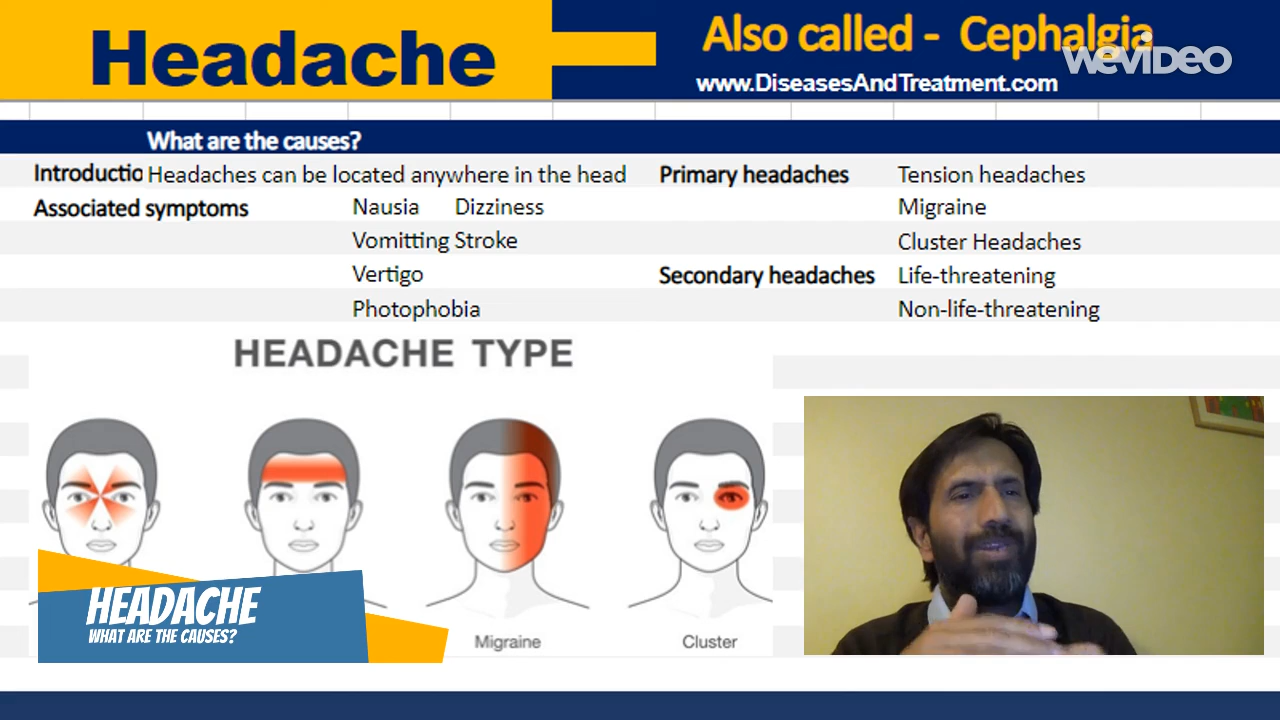 Headache
Also called - Cephalgia
WeVideo
www.DiseasesAndTreatment.com
What are the causes?
Introductio Headaches can be located anywhere in the head
Primary headaches Tension headaches
Associated symptoms Nausia Dizziness
Migraine
Vomitting Stroke
Cluster Headaches
Vertigo
Secondary headaches Life-threatening
Photophobia
Non-life-threatening
HEADACHE TYPE
HEADACHE
WHAT ARE THE CAUSES?
Migraine
Cluster